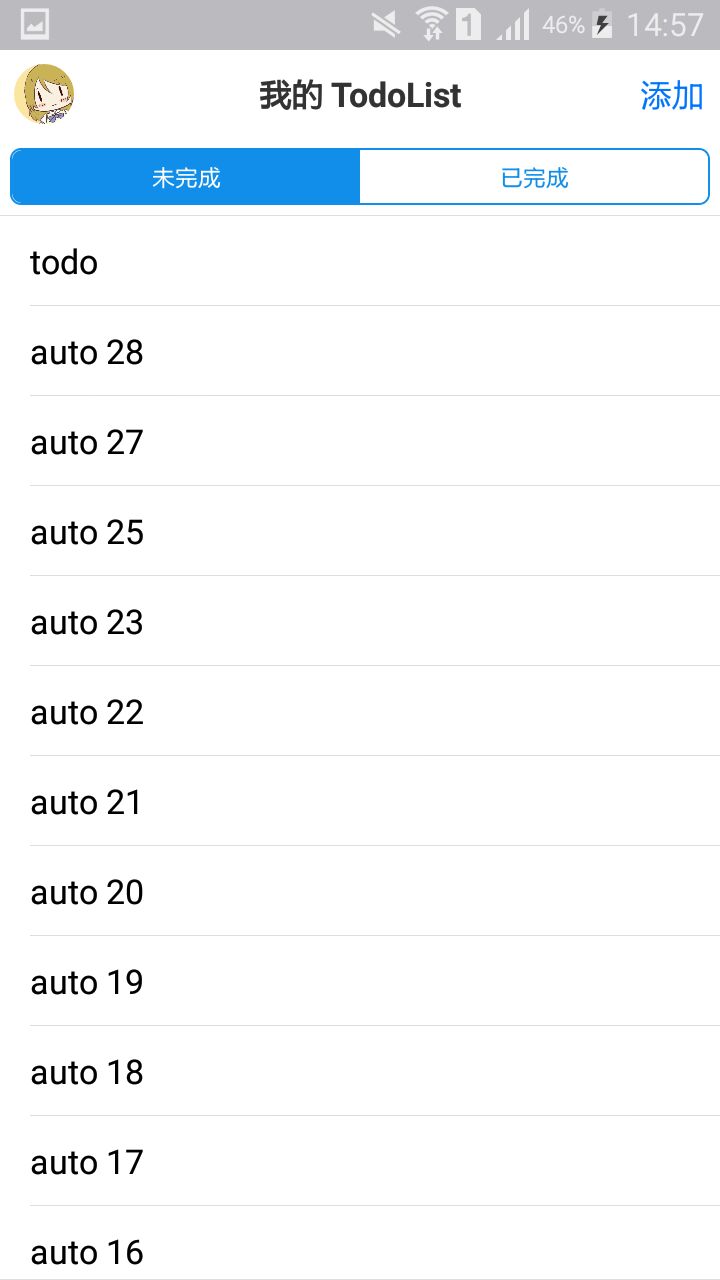 1 46% 14:57
我的 TodoList 添加
未完成 已完成
todo
auto 28
auto 27
auto 25
auto 23
auto 22
auto 21
auto 20
auto 19
auto 18
auto 17
auto 16